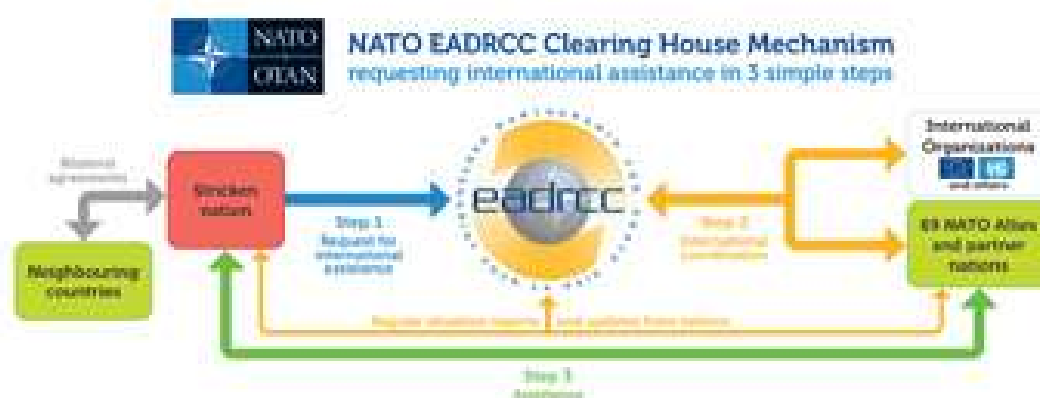 NATO
OTAN
NATO EADRCC Clearing House Mechanism
requesting international assistance in 3 simple steps
Bilateral
agreements
Stricken
nation
Neighbouring
countries
Step 1
Request for
international
assistance
eadrcc
Step 2
International
Coordination
International
Organizations
and others
69 NATO Allies
and partner
nations
Regular situation reports and updates from nations
Step 3
Assistance